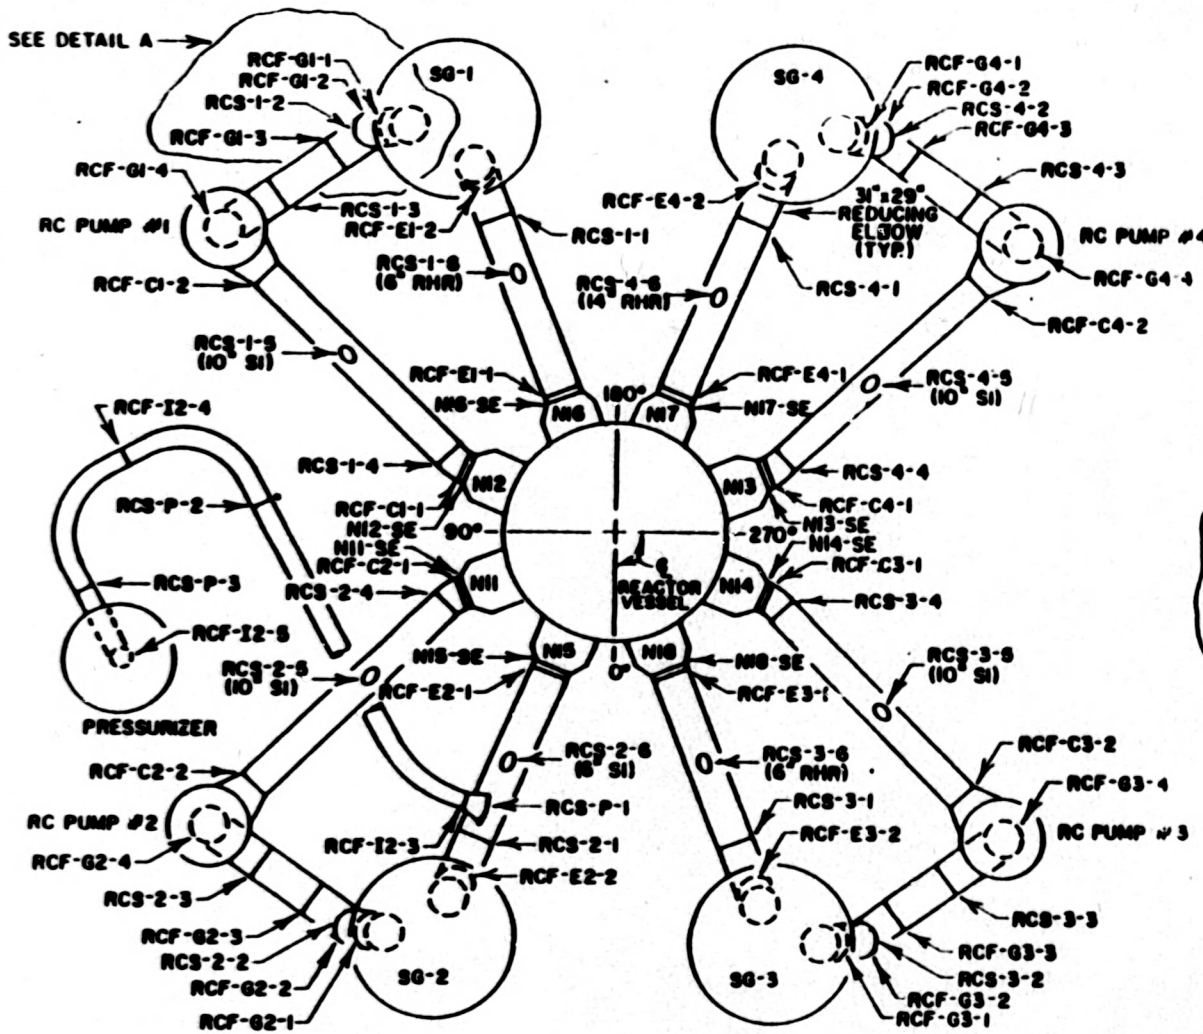 SEE DETAIL A
RCF-G1-1
RCF-G1-2
RCS-1-2
RCF-G1-3
RCF-G1-4
RC PUMP #1
RCF-C1-2
SG-1
RCS-1-3
RCF-E1-2
RCS-1-1
RCS-1-6
(6" RHR)
RCS-1-5
(10" SI)
RCF-E1-1
N16-SE
N16
180°
SG-4
RCF-G4-1
RCF-G4-2
RCS-4-2
RCF-G4-3
RCS-4-3
RCF-E4-2
31" x 29"
REDUCING
ELBOW
(TYP.)
RC PUMP #4
RCF-G4-4
RCS-4-6
(14" RHR)
RCS-4-1
RCF-C4-2
RCF-E4-1
N17
N17-SE
RCS-4-5
(10" SI)
RCF-I2-4
RCS-P-2
RCS-P-3
RCF-I2-5
PRESSURIZER
RCS-1-4
N12
RCF-C1-1
N12-SE
90°
N11-SE
RCF-C2-1
N11
RCS-2-4
RCS-4-4
N13
RCF-C4-1
N13-SE
270°
N14-SE
RCF-C3-1
N14
RCS-3-4
REACTOR
VESSEL
RCS-2-5
(10" SI)
N15-SE
N15
RCF-E2-1
0°
N18
N18-SE
RCF-E3-1
RCS-3-5
(10" SI)
RCF-C2-2
RC PUMP #2
RCF-G2-4
RCS-2-6
(6" SI)
RCS-P-1
RCF-I2-3
RCS-2-1
RCF-E2-2
RCS-3-6
(6" RHR)
RCS-3-1
RCF-E3-2
RCF-C3-2
RCF-G3-4
RC PUMP #3
RCS-2-3
RCF-G2-3
RCS-2-2
RCF-G2-2
RCF-G2-1
SG-2
SG-3
RCS-3-3
RCF-G3-3
RCS-3-2
RCF-G3-2
RCF-G3-1